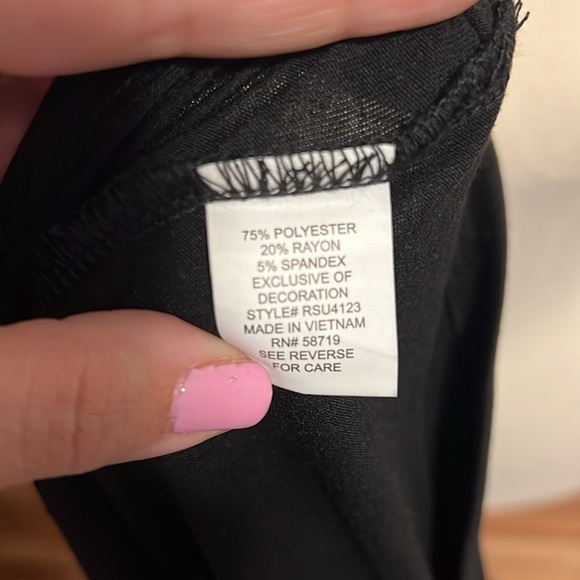 75% POLYESTER
20% RAYON
5% SPANDEX
EXCLUSIVE OF
DECORATION
STYLE# RSU4123
MADE IN VIETNAM
RN# 58719
SEE REVERSE
FOR CARE